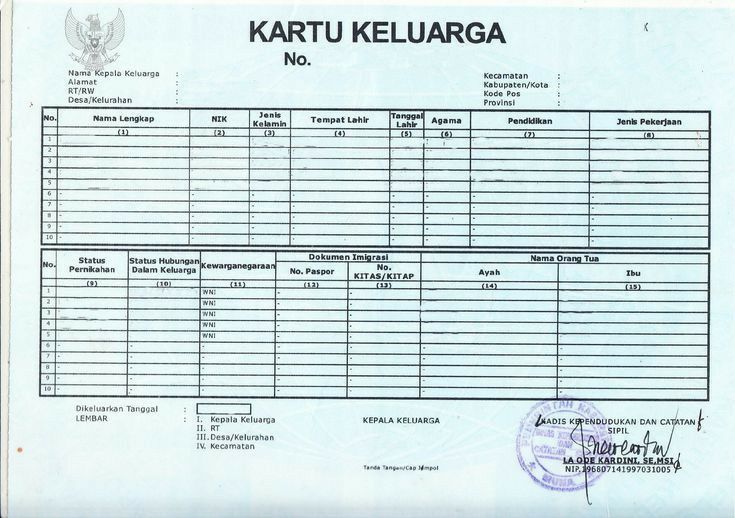 KARTU KELUARGA
No.
Nama Kepala Keluarga :
Alamat :
RT/RW :
Desa/Kelurahan :
Kecamatan :
Kabupaten/Kota :
Kode Pos :
Provinsi :
No. Nama Lengkap NIK Jenis Kelamin Tempat Lahir Tanggal Lahir Agama Pendidikan Jenis Pekerjaan
(1) (2) (3) (4) (5) (6) (7) (8)
1
2
3
4
5
6 - - - - - - - -
7 - - - - - - - -
8 - - - - - - - -
9 - - - - - - - -
10 - - - - - - - -
No. Status Pernikahan Status Hubungan Dalam Keluarga Kewarganegaraan Dokumen Imigrasi Nama Orang Tua
No. Paspor No. KITAS/KITAP Ayah Ibu
(9) (10) (11) (12) (13) (14) (15)
1 WNI - -
2 WNI - -
3 WNI - -
4 WNI - -
5 WNI - -
6 - - - - - - -
7 - - - - - - -
8 - - - - - - -
9 - - - - - - -
10 - - - - - - -
Dikeluarkan Tanggal :
LEMBAR : I. Kepala Keluarga
II. RT
III. Desa/Kelurahan
IV. Kecamatan
KEPALA KELUARGA
Tanda Tangan/Cap Jempol
KADIS KEPENDUDUKAN DAN CATATAN
SIPIL
LA ODE KARDINI, SE,MSI
NIP.196807141997031005
MUNA